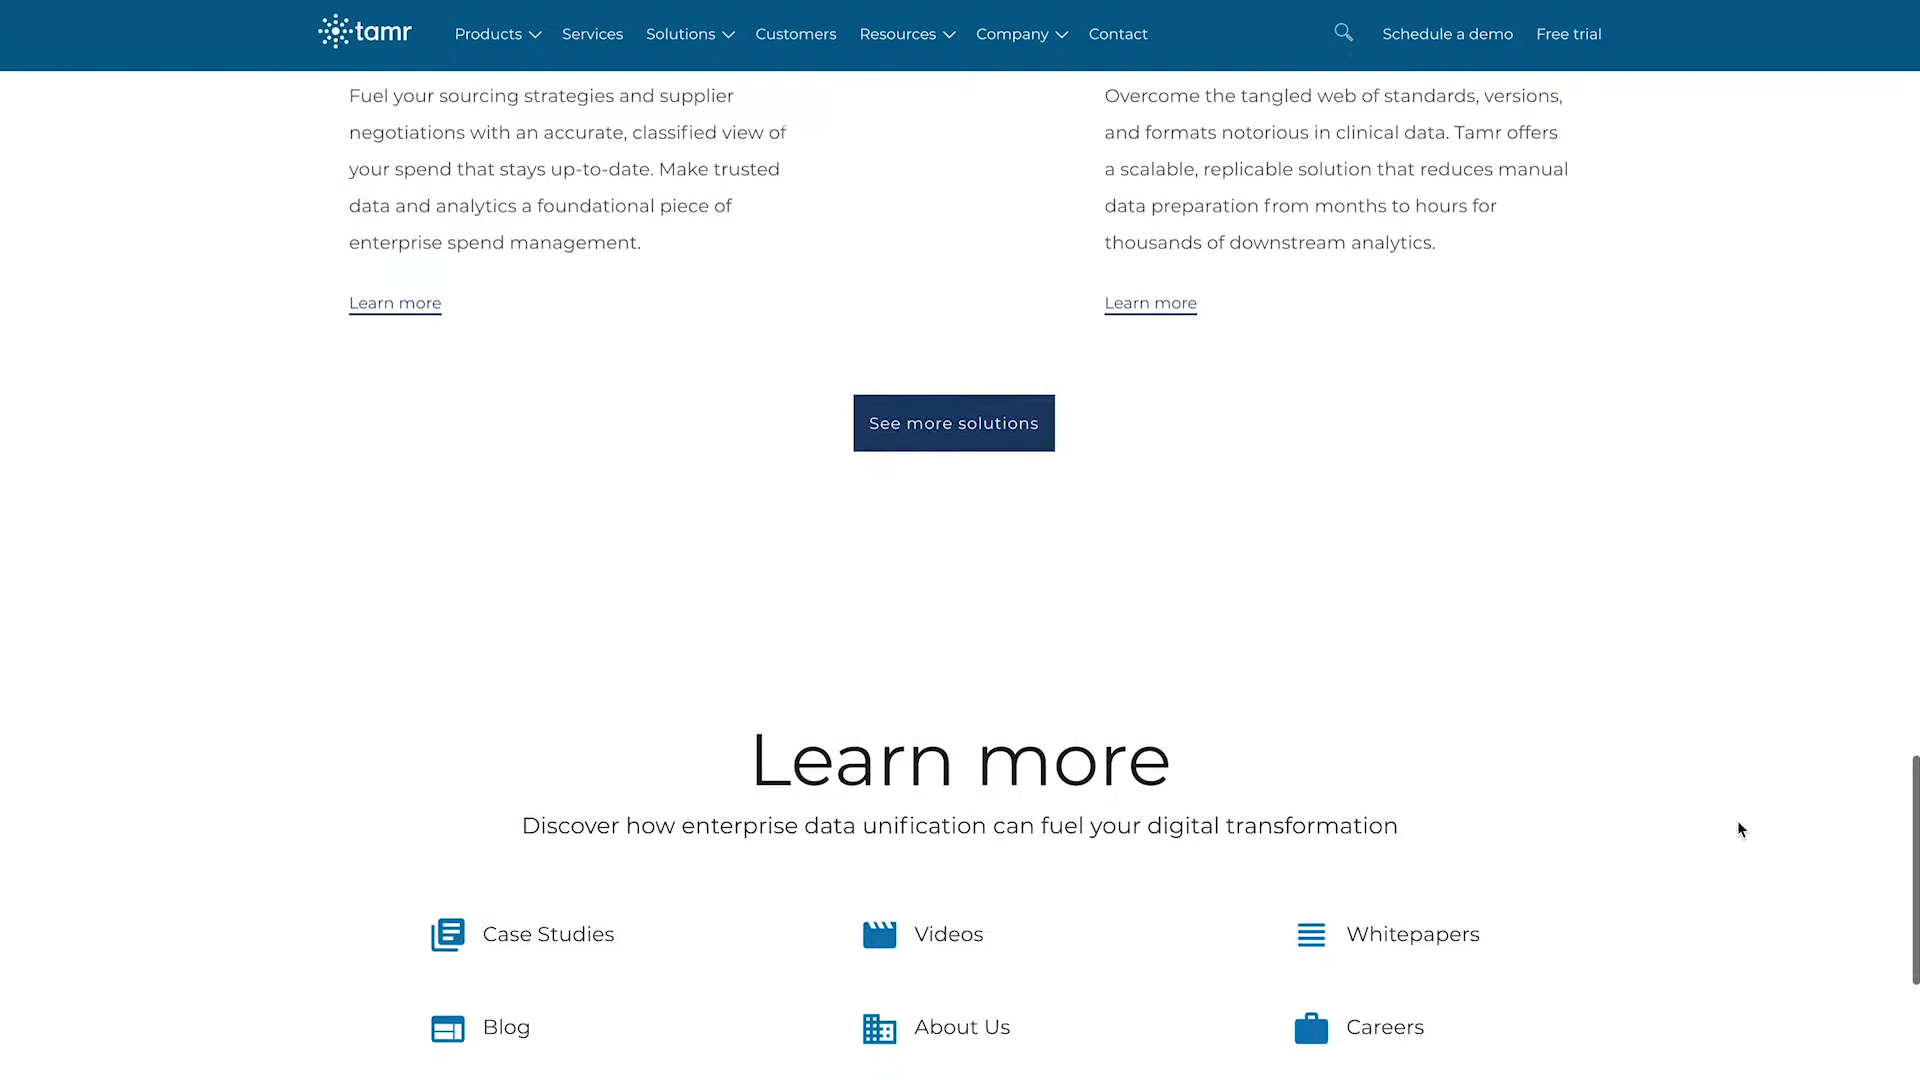 tamr
Products
Services
Solutions
Customers
Resources
Company
Contact
Schedule a demo
Free trial
Fuel your sourcing strategies and supplier
negotiations with an accurate, classified view of
your spend that stays up-to-date. Make trusted
data and analytics a foundational piece of
enterprise spend management.
Learn more
Overcome the tangled web of standards, versions,
and formats notorious in clinical data. Tamr offers
a scalable, replicable solution that reduces manual
data preparation from months to hours for
thousands of downstream analytics.
Learn more
See more solutions
Learn more
Discover how enterprise data unification can fuel your digital transformation
Case Studies
Videos
Whitepapers
Blog
About Us
Careers